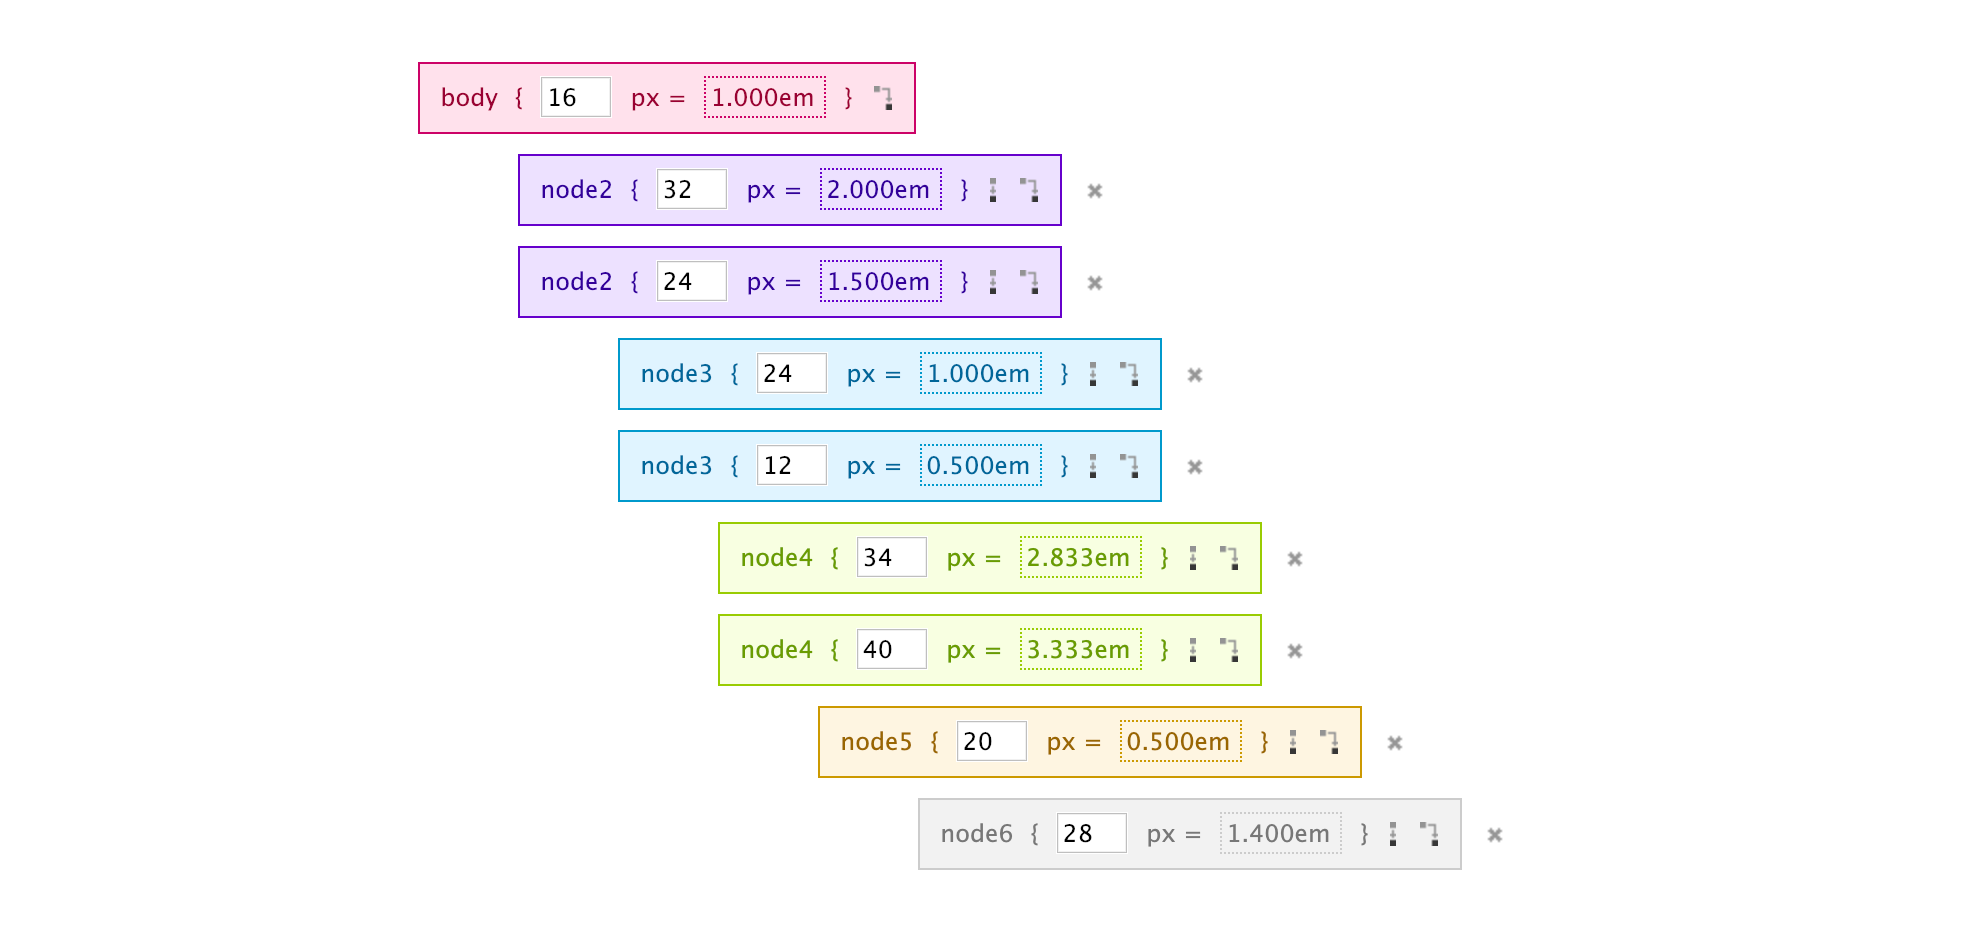 body { 16 px = 1.000em }
node2 { 32 px = 2.000em }
node2 { 24 px = 1.500em }
node3 { 24 px = 1.000em }
node3 { 12 px = 0.500em }
node4 { 34 px = 2.833em }
node4 { 40 px = 3.333em }
node5 { 20 px = 0.500em }
node6 { 28 px = 1.400em }